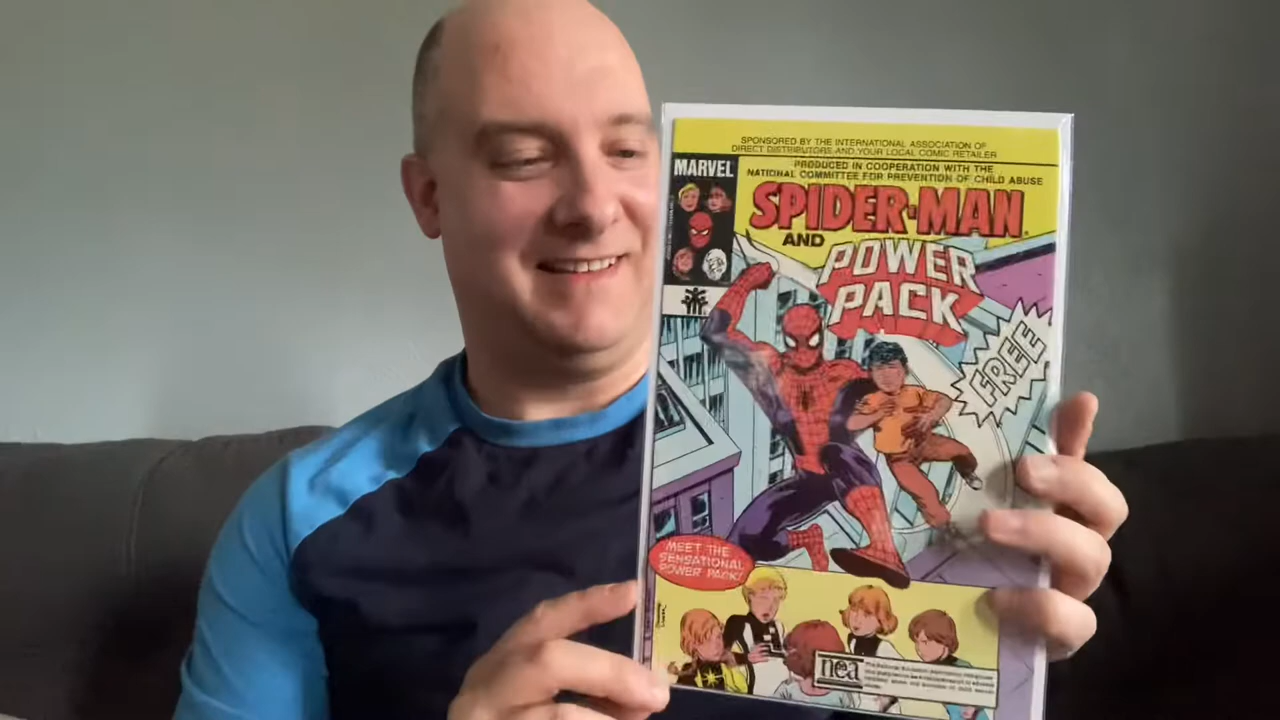 SPONSORED BY THE INTERNATIONAL ASSOCIATION OF
DIRECT DISTRIBUTORS AND YOUR LOCAL COMIC RETAILER
PRODUCED IN COOPERATION WITH THE
NATIONAL COMMITTEE FOR PREVENTION OF CHILD ABUSE
MARVEL
SPIDER-MAN
AND
POWER
PACK
FREE
MEET THE
SENSATIONAL
POWER PACK!
nea